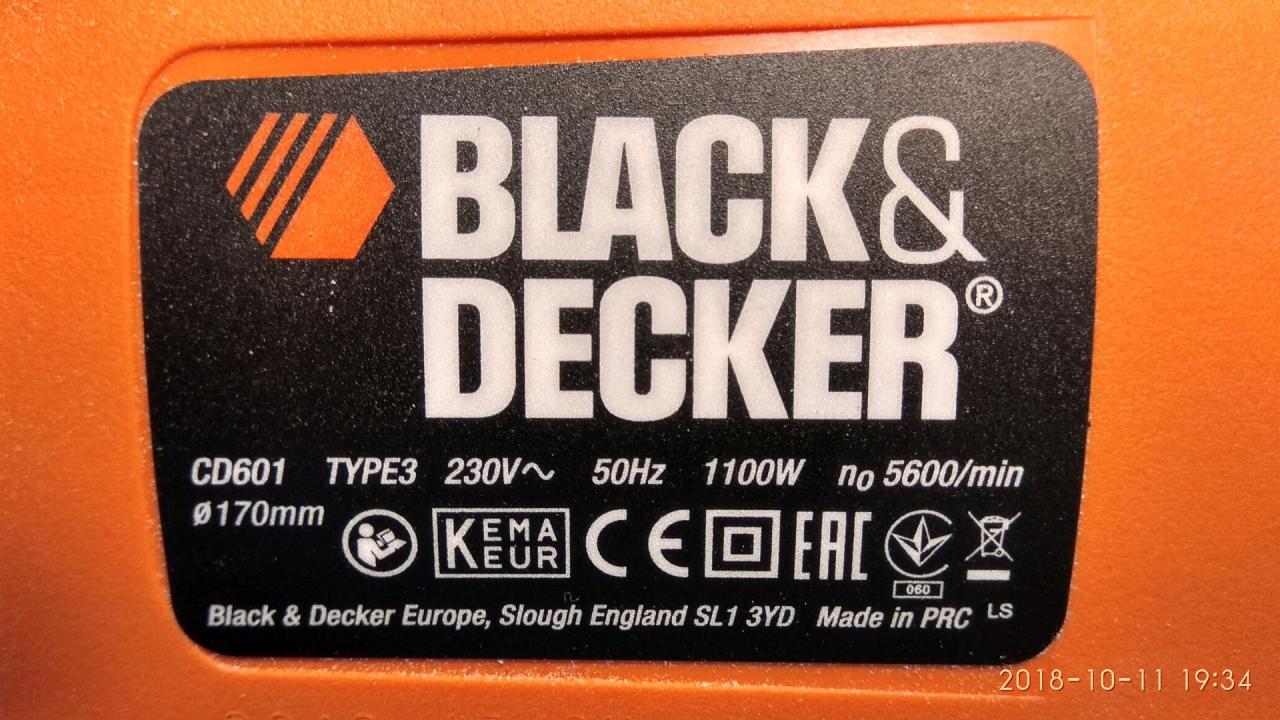 BLACK&
DECKER®
CD601 TYPE3 230V~ 50Hz 1100W no 5600/min
ø170mm
KEMA
EUR
CE
EAC
060
Black & Decker Europe, Slough England SL1 3YD Made in PRC LS
2018-10-11 19:34